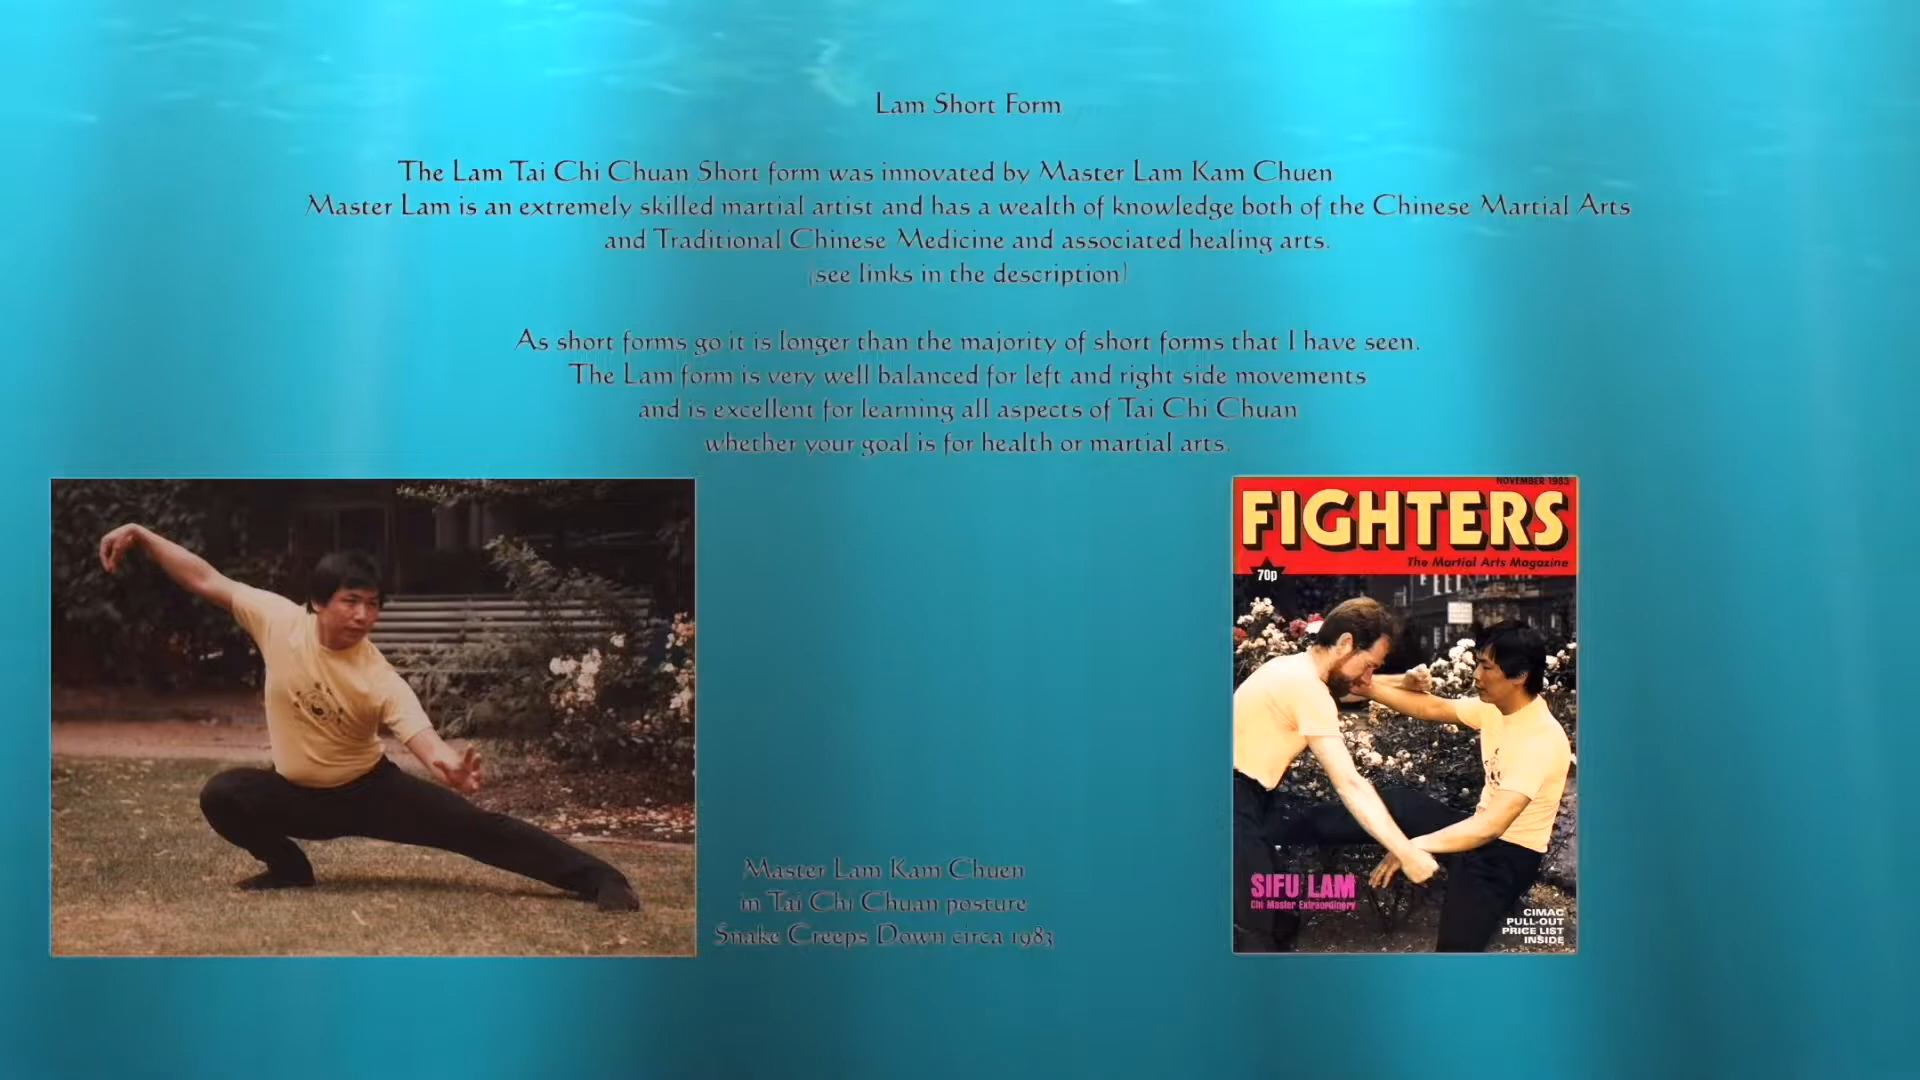 Lam Short Form
The Lam Tai Chi Chuan Short form was innovated by Master Lam Kam Chuen
Master Lam is an extremely skilled martial artist and has a wealth of knowledge both of the Chinese Martial Arts
and Traditional Chinese Medicine and associated healing arts.
(see links in the description)
As short forms go it is longer than the majority of short forms that I have seen.
The Lam form is very well balanced for left and right side movements
and is excellent for learning all aspects of Tai Chi Chuan
whether your goal is for health or martial arts.
Master Lam Kam Chuen
in Tai Chi Chuan posture
Snake Creeps Down circa 1983
NOVEMBER 1983
FIGHTERS
The Martial Arts Magazine
70p
SIFU LAM
Chi Master Extraordinery
CIMAC
PULL-OUT
PRICE LIST
INSIDE